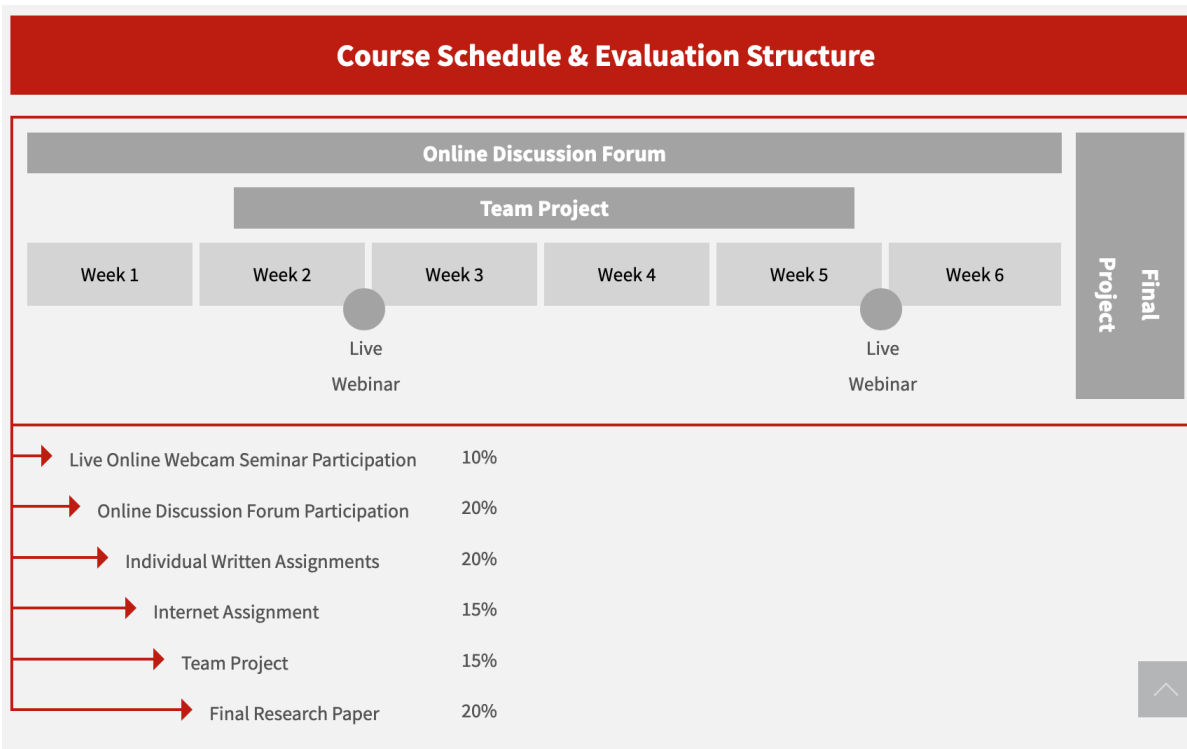 Course Schedule & Evaluation Structure
Online Discussion Forum
Team Project
Week 1 Week 2 Week 3 Week 4 Week 5 Week 6
Live Live
Webinar Webinar
Final
Project
Live Online Webcam Seminar Participation 10%
Online Discussion Forum Participation 20%
Individual Written Assignments 20%
Internet Assignment 15%
Team Project 15%
Final Research Paper 20%